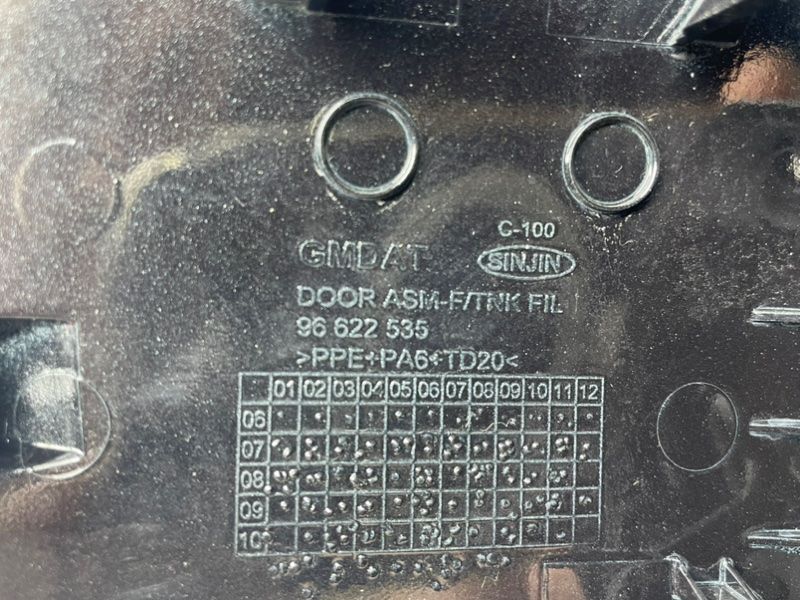 C-100
GMDAT SINJIN
DOOR ASM-F/TNK FIL
96 622 535
>PPE+PA6+TD20<
01 02 03 04 05 06 07 08 09 10 11 12
06
07
08
09
10